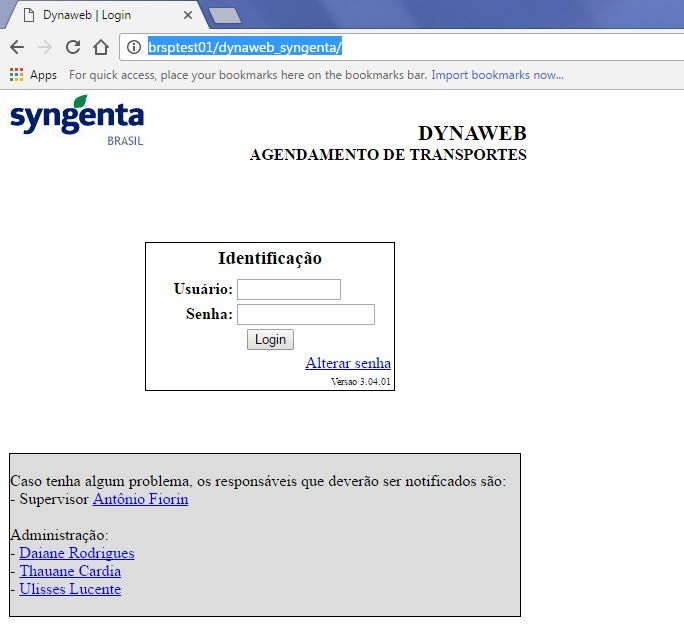 Dynaweb | Login
brsptest01/dynaweb_syngenta/
Apps For quick access, place your bookmarks here on the bookmarks bar. Import bookmarks now...
syngenta
BRASIL
DYNAWEB
AGENDAMENTO DE TRANSPORTES
Identificação
Usuário:
Senha:
Login
Alterar senha
Versao 3.04.01
Caso tenha algum problema, os responsáveis que deverão ser notificados são:
- Supervisor Antônio Fiorin
Administração:
- Daiane Rodrigues
- Thauane Cardia
- Ulisses Lucente